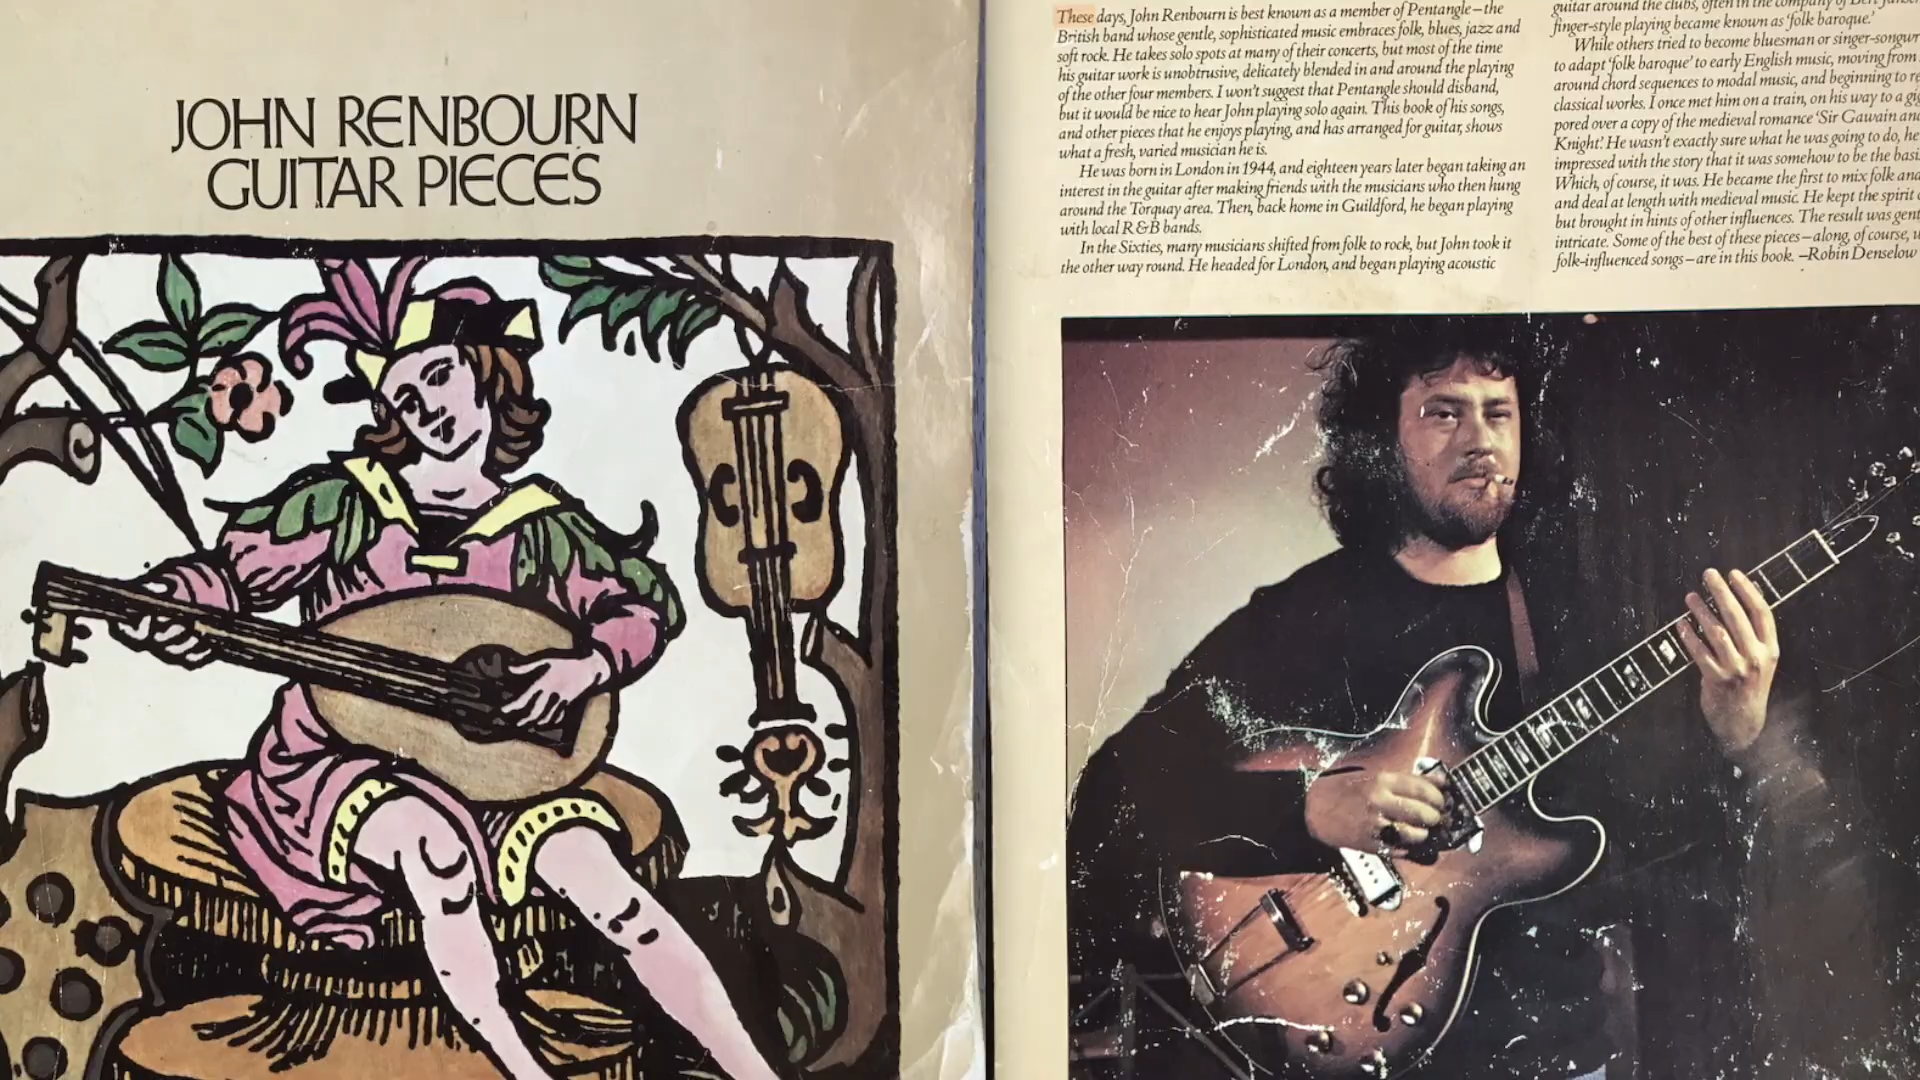 JOHN RENBOURN
GUITAR PIECES
These days, John Renbourn is best known as a member of Pentangle—the
British band whose gentle, sophisticated music embraces folk, blues, jazz and
soft rock. He takes solo spots at many of their concerts, but most of the time
his guitar work is unobtrusive, delicately blended in and around the playing
of the other four members. I won't suggest that Pentangle should disband,
but it would be nice to hear John playing solo again. This book of his songs,
and other pieces that he enjoys playing, and has arranged for guitar, shows
what a fresh, varied musician he is.
He was born in London in 1944, and eighteen years later began taking an
interest in the guitar after making friends with the musicians who then hung
around the Torquay area. Then, back home in Guildford, he began playing
with local R&B bands.
In the Sixties, many musicians shifted from folk to rock, but John took it
the other way round. He headed for London, and began playing acoustic
guitar around the clubs, often in the company of Bert
finger-style playing became known as 'folk baroque.'
While others tried to become bluesman or
to adapt 'folk baroque' to early English music, moving from
around chord sequences to modal music, and beginning to
classical works. I once met him on a train, on his way to a
pored over a copy of the medieval romance 'Sir Gawain
Knight.' He wasn't exactly sure what he was going to do, he
impressed with the story that it was somehow to be the
Which, of course, it was. He became the first to mix folk
and deal at length with medieval music. He kept the spirit
but brought in hints of other influences. The result was
intricate. Some of the best of these pieces—along, of course,
folk-influenced songs—are in this book. —Robin Denselow